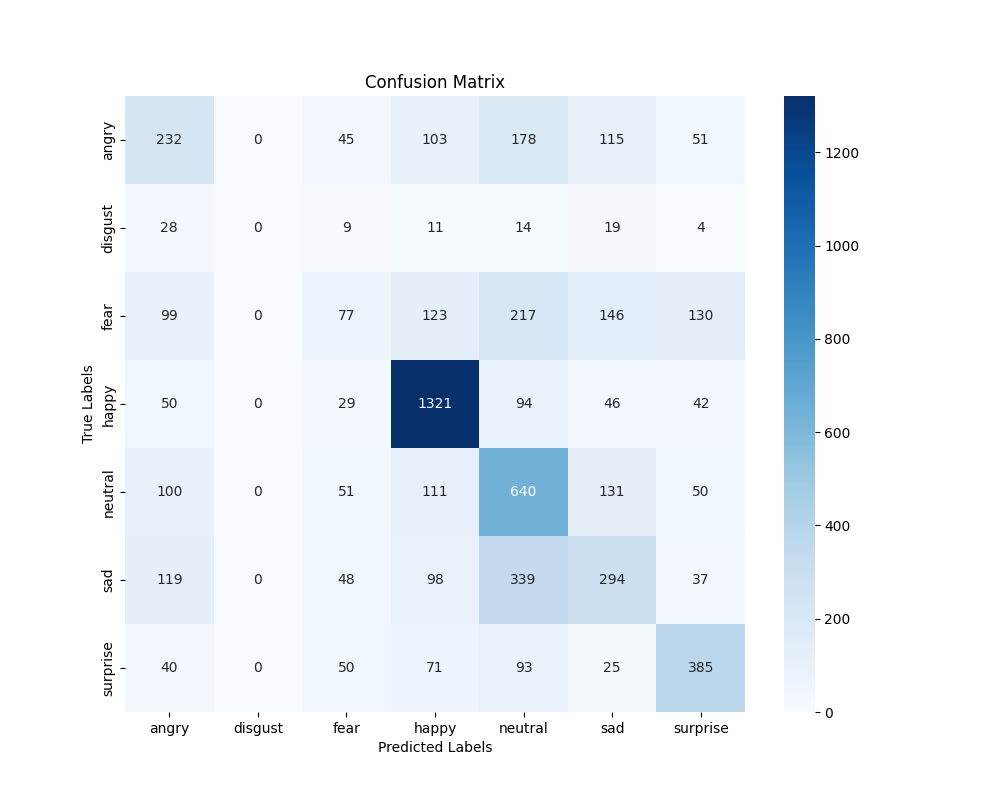 Confusion Matrix
True Labels
angry 232 0 45 103 178 115 51
disgust 28 0 9 11 14 19 4
fear 99 0 77 123 217 146 130
happy 50 0 29 1321 94 46 42
neutral 100 0 51 111 640 131 50
sad 119 0 48 98 339 294 37
surprise 40 0 50 71 93 25 385
angry disgust fear happy neutral sad surprise
Predicted Labels
1200
1000
800
600
400
200
0